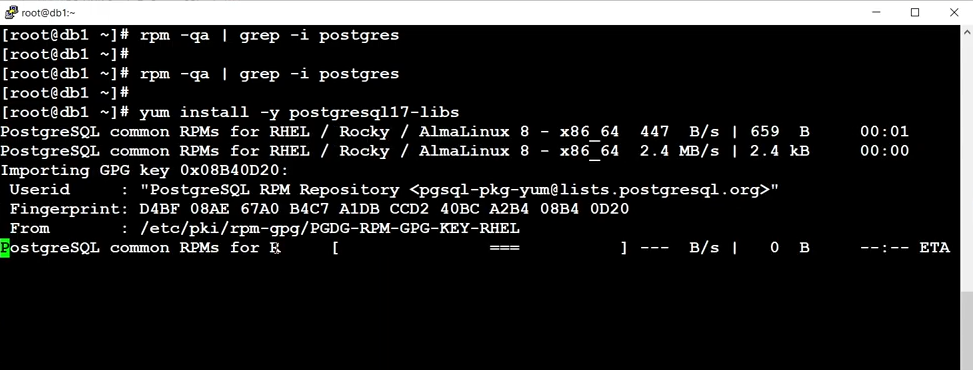 root@db1:~
[root@db1 ~]# rpm -qa | grep -i postgres
[root@db1 ~]#
[root@db1 ~]# rpm -qa | grep -i postgres
[root@db1 ~]#
[root@db1 ~]# yum install -y postgresql17-libs
PostgreSQL common RPMs for RHEL / Rocky / AlmaLinux 8 - x86_64 447 B/s | 659 B 00:01
PostgreSQL common RPMs for RHEL / Rocky / AlmaLinux 8 - x86_64 2.4 MB/s | 2.4 kB 00:00
Importing GPG key 0x08B40D20:
Userid : "PostgreSQL RPM Repository <pgsql-pkg-yum@lists.postgresql.org>"
Fingerprint: D4BF 08AE 67A0 B4C7 A1DB CCD2 40BC A2B4 08B4 0D20
From : /etc/pki/rpm-gpg/PGDG-RPM-GPG-KEY-RHEL
PostgreSQL common RPMs for R [ === ] --- B/s | 0 B --:-- ETA